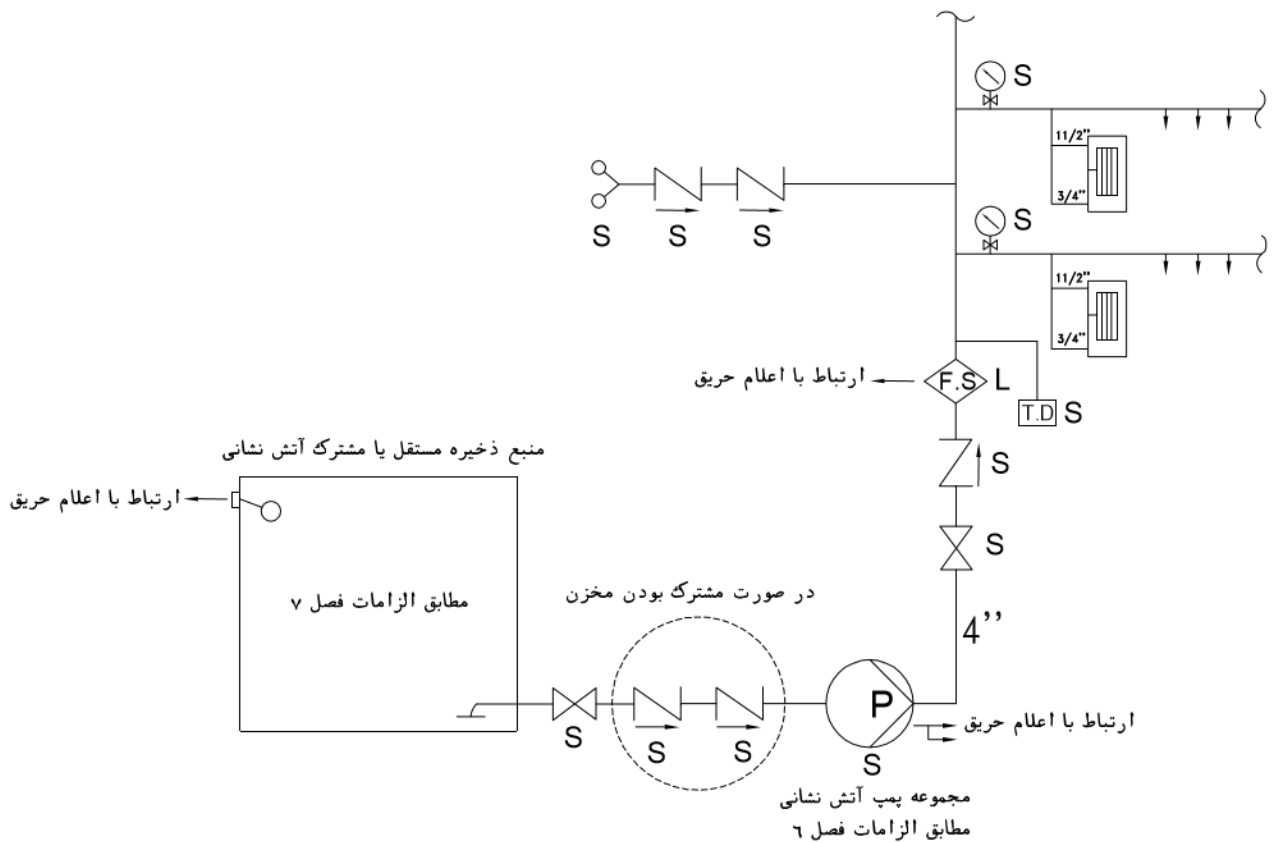 S
11/2"
3/4"
S
S
S
S
11/2"
3/4"
ارتباط با اعلام حریق
F.S
L
T.D
S
S
منبع ذخیره مستقل یا مشترک آتش نشانی
ارتباط با اعلام حریق
S
مطابق الزامات فصل ۷
در صورت مشترک بودن مخزن
4''
P
ارتباط با اعلام حریق
S
S
S
S
مجموعه پمپ آتش نشانی
مطابق الزامات فصل ٦